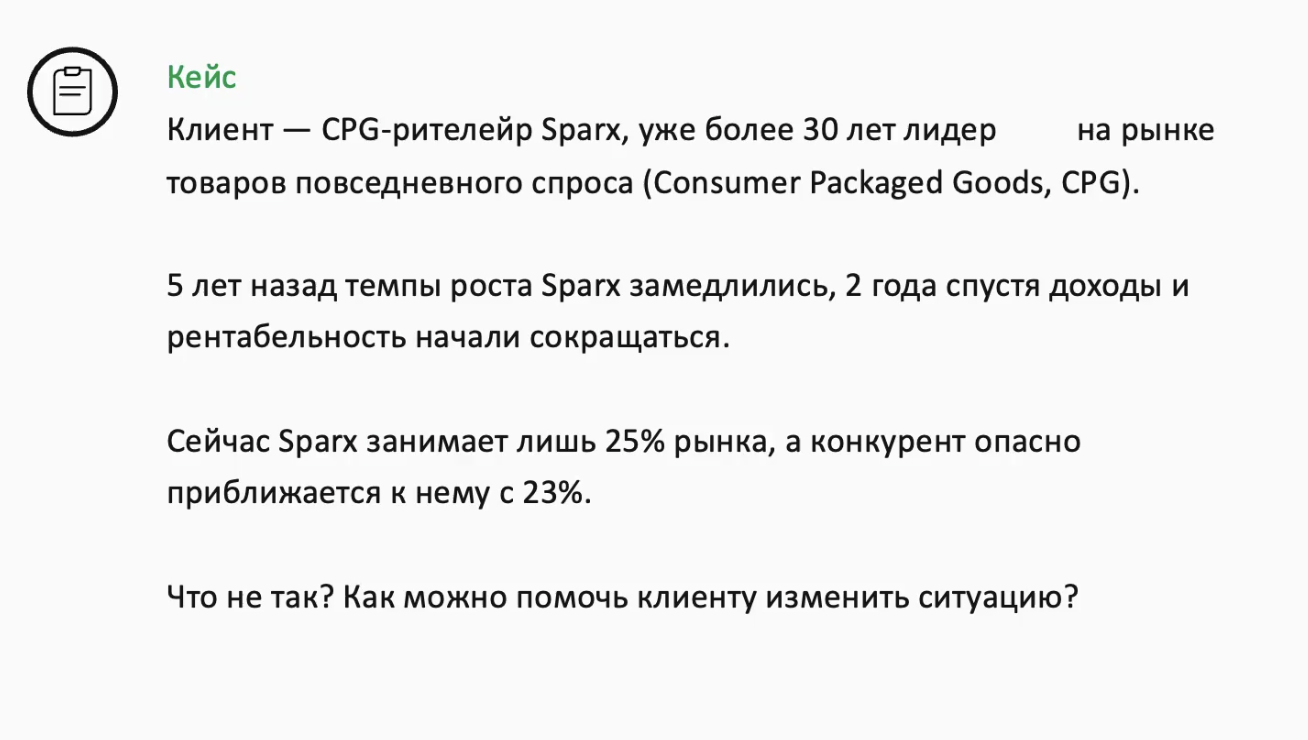 Кейс
Клиент — CPG-рителейр Sparx, уже более 30 лет лидер на рынке
товаров повседневного спроса (Consumer Packaged Goods, CPG).
5 лет назад темпы роста Sparx замедлились, 2 года спустя доходы и
рентабельность начали сокращаться.
Сейчас Sparx занимает лишь 25% рынка, а конкурент опасно
приближается к нему с 23%.
Что не так? Как можно помочь клиенту изменить ситуацию?